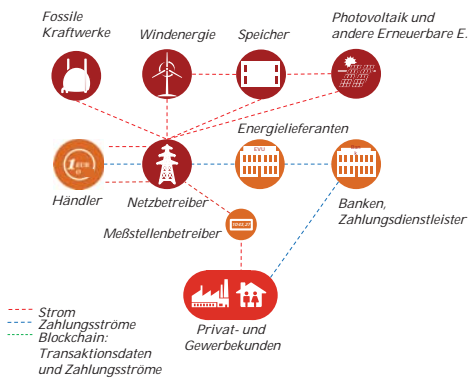 Fossile
Kraftwerke
Windenergie
Speicher
Photovoltaik und
andere Erneuerbare E.
Energielieferanten
EVU
Händler
Netzbetreiber
Banken,
Zahlungsdienstleister
Meßstellenbetreiber
Privat- und
Gewerbekunden
Strom
Zahlungsströme
Blockchain:
Transaktionsdaten
und Zahlungsströme